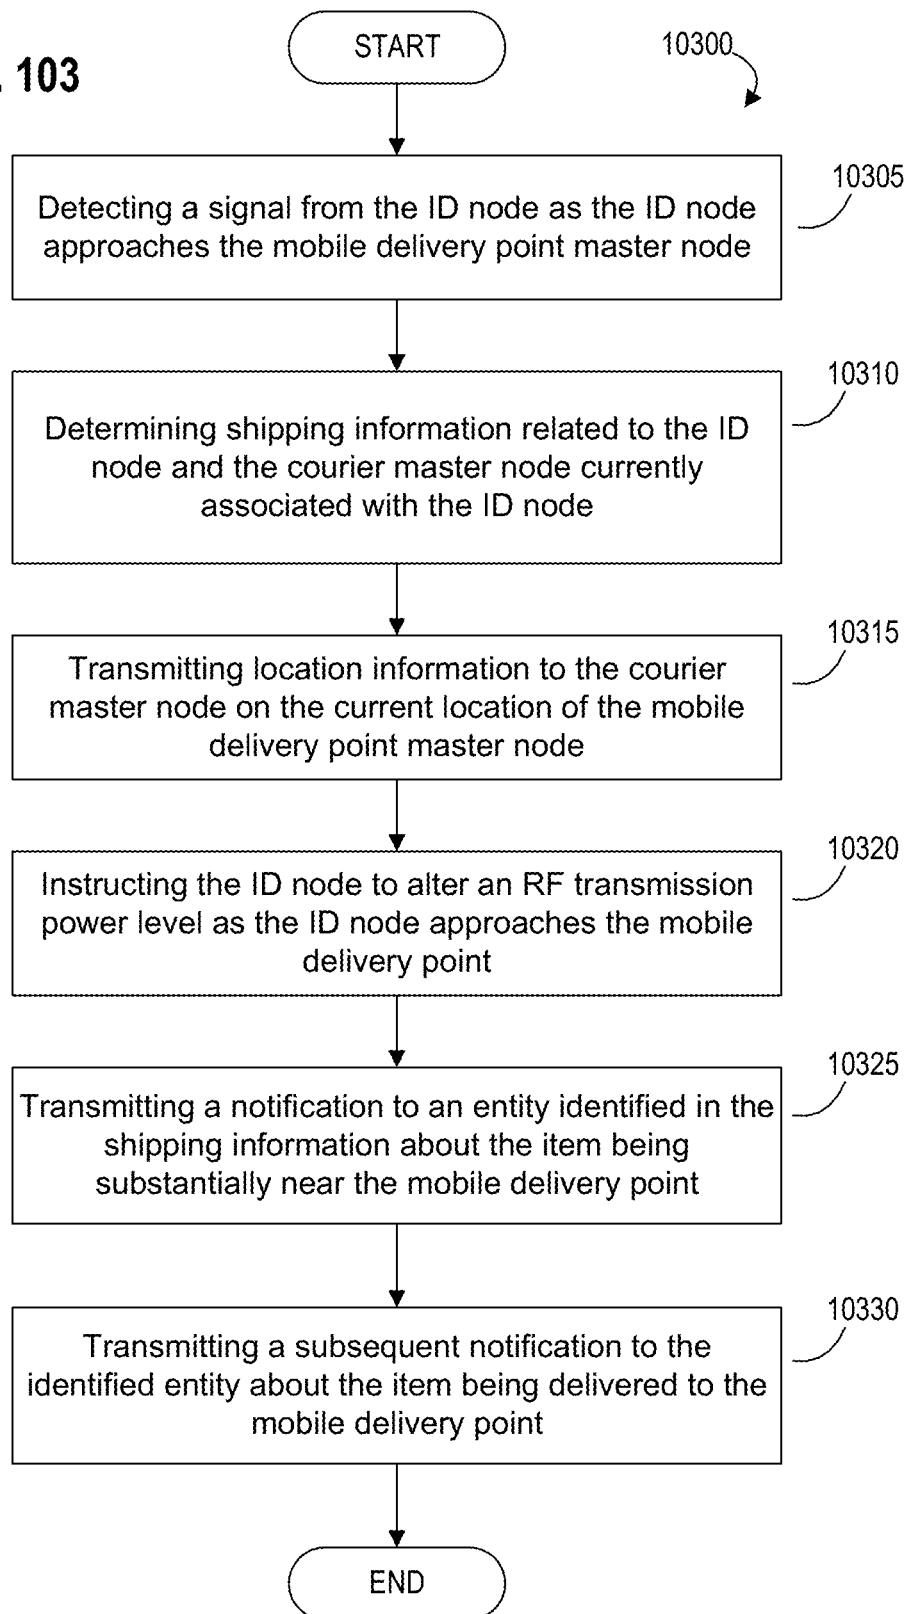 START
10300
. 103
10305
Detecting a signal from the ID node as the ID node
approaches the mobile delivery point master node
10310
Determining shipping information related to the ID
node and the courier master node currently
associated with the ID node
10315
Transmitting location information to the courier
master node on the current location of the mobile
delivery point master node
10320
Instructing the ID node to alter an RF transmission
power level as the ID node approaches the mobile
delivery point
10325
Transmitting a notification to an entity identified in the
shipping information about the item being
substantially near the mobile delivery point
10330
Transmitting a subsequent notification to the
identified entity about the item being delivered to the
mobile delivery point
END